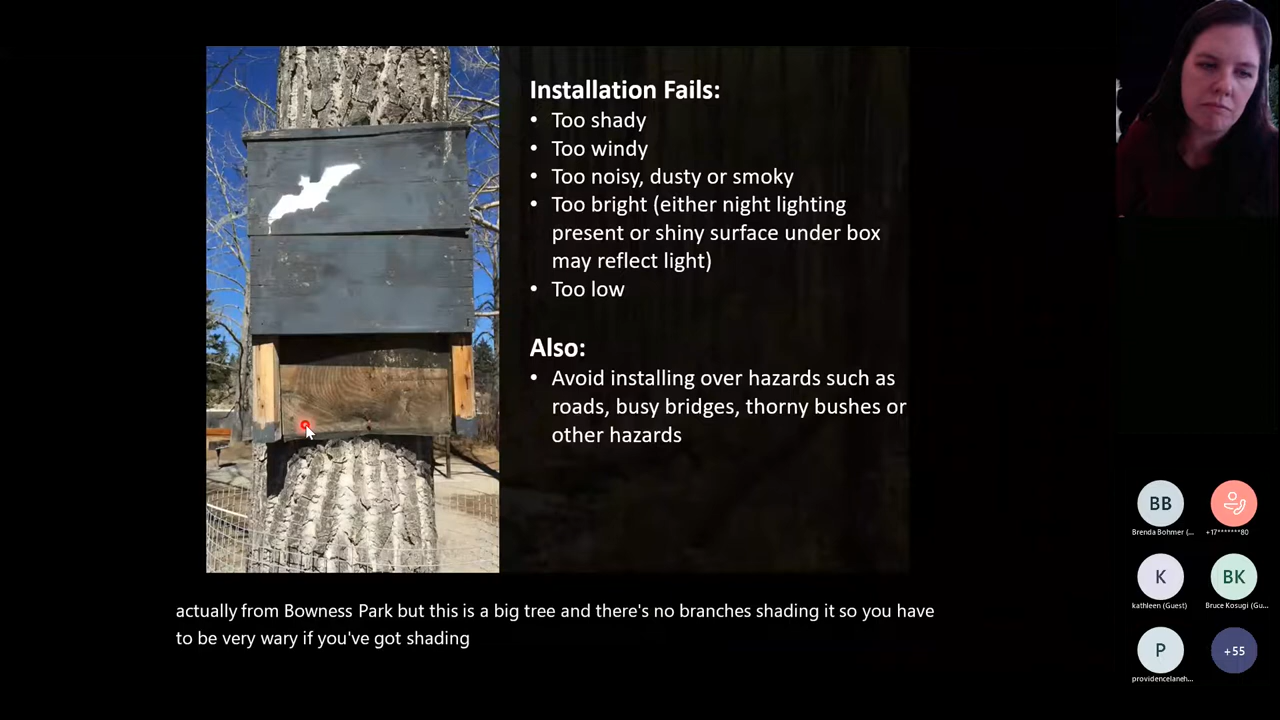 Installation Fails:
• Too shady
• Too windy
• Too noisy, dusty or smoky
• Too bright (either night lighting
present or shiny surface under box
may reflect light)
• Too low
Also:
• Avoid installing over hazards such as
roads, busy bridges, thorny bushes or
other hazards
actually from Bowness Park but this is a big tree and there's no branches shading it so you have
to be very wary if you've got shading
BB
Brenda Bohmer (...
+17*******80
K
BK
kathleen (Guest)
Bruce Kosugi (Gu...
P
+55
providencelaneh...